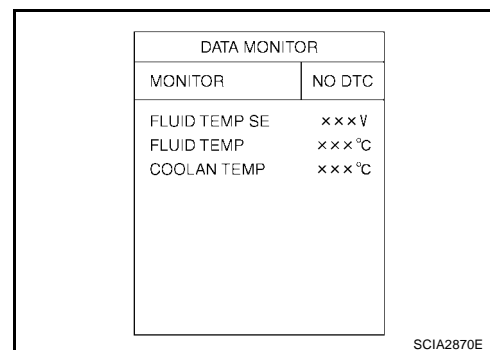 DATA MONITOR
MONITOR NO DTC
FLUID TEMP SE ×××V
FLUID TEMP ×××°C
COOLAN TEMP ×××°C
SCIA2870E